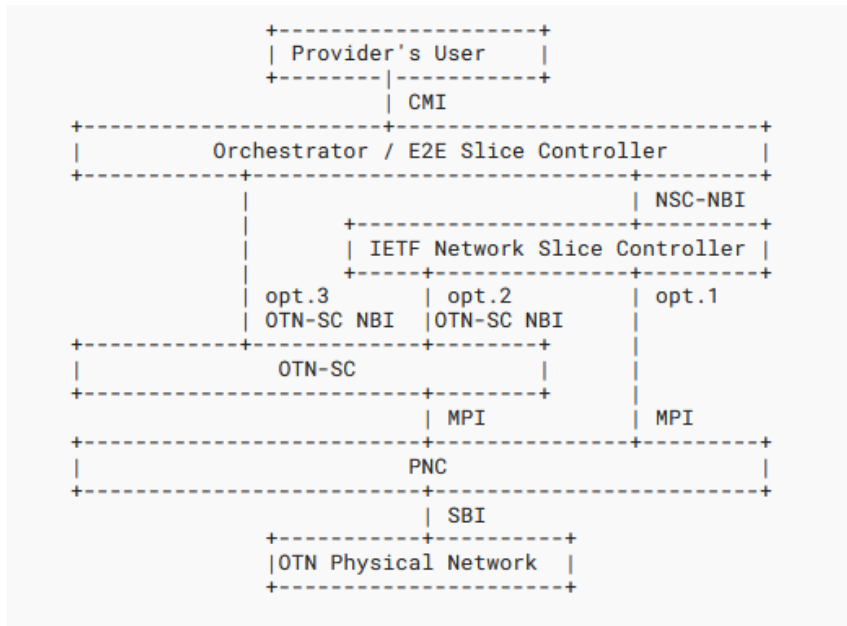 +---------------------+
| Provider's User |
+--------|------------+
| CMI
+-----------------------+----------------------------+
| Orchestrator / E2E Slice Controller |
+------------+-----------------------------+---------+
| | NSC-NBI
| +---------------------+---------+
| | IETF Network Slice Controller |
| +-----+---------------+---------+
| opt.3 | opt.2 | opt.1
| OTN-SC NBI |OTN-SC NBI |
+------------+-------------+--------+ |
| OTN-SC | |
+--------------------------+--------+ |
| MPI | MPI
+--------------------------+---------------+---------+
| PNC |
+--------------------------+-------------------------+
| SBI
+-----------+----------+
|OTN Physical Network |
+----------------------+